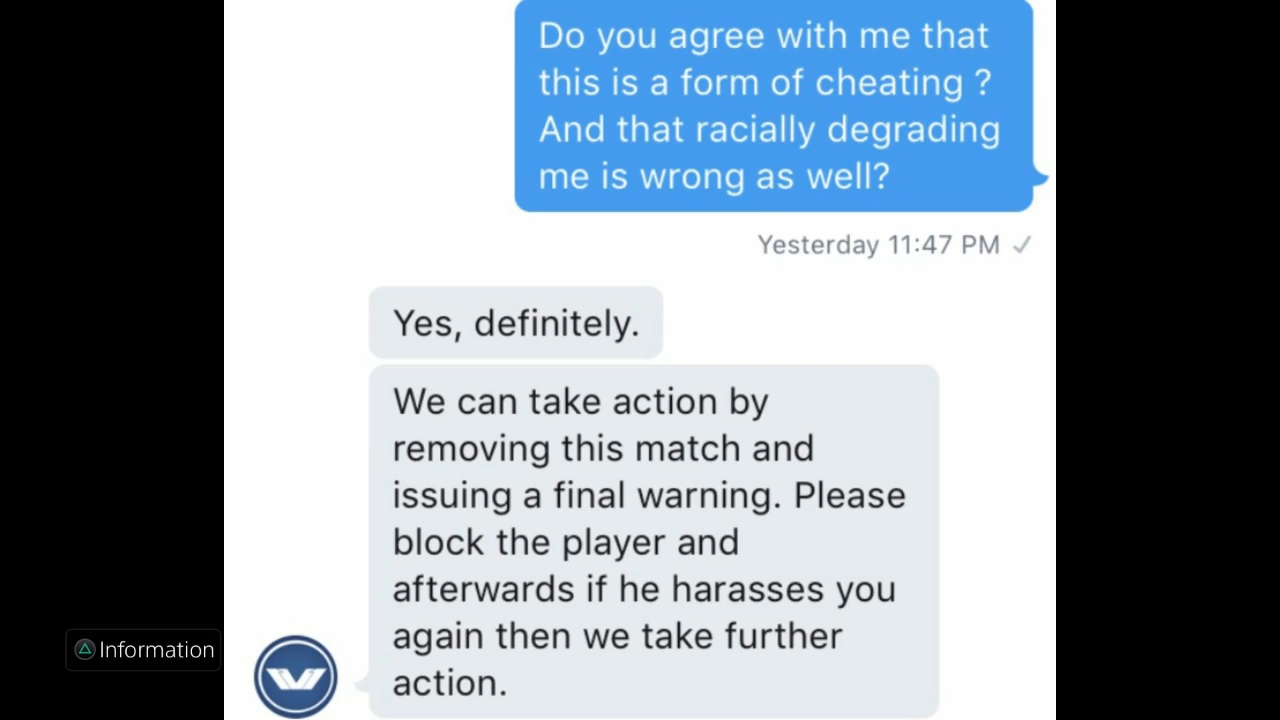 Do you agree with me that
this is a form of cheating ?
And that racially degrading
me is wrong as well?
Yesterday 11:47 PM ✓
Yes, definitely.
We can take action by
removing this match and
issuing a final warning. Please
block the player and
afterwards if he harasses you
again then we take further
action.
Information